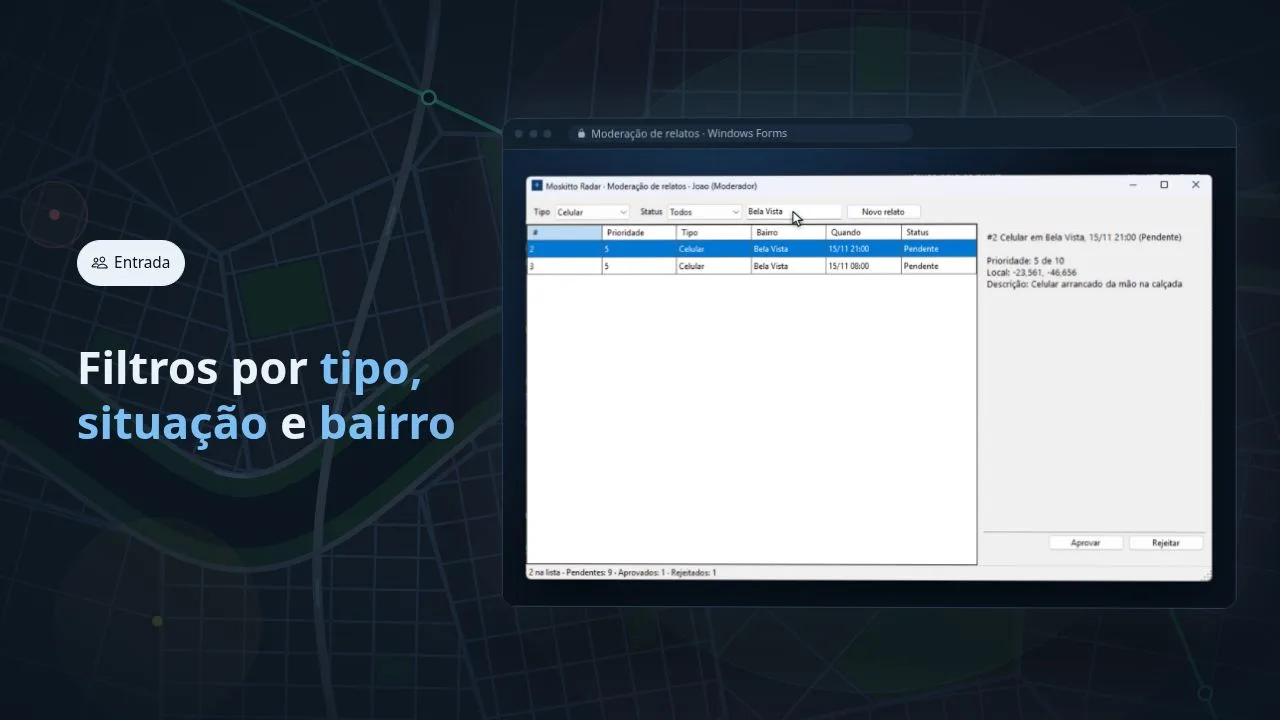 Entrada
Filtros por tipo,
situação e bairro
Moderação de relatos · Windows Forms
Moskitto Radar - Moderação de relatos - Joao (Moderador)
Tipo Celular Status Todos Bela Vista Novo relato
# Prioridade Tipo Bairro Quando Status
2 5 Celular Bela Vista 15/11 21:00 Pendente
3 5 Celular Bela Vista 15/11 08:00 Pendente
#2 Celular em Bela Vista, 15/11 21:00 (Pendente)
Prioridade: 5 de 10
Local: -23,561, -46,656
Descrição: Celular arrancado da mão na calçada
Aprovar Rejeitar
2 na lista - Pendentes: 9 - Aprovados: 1 - Rejeitados: 1